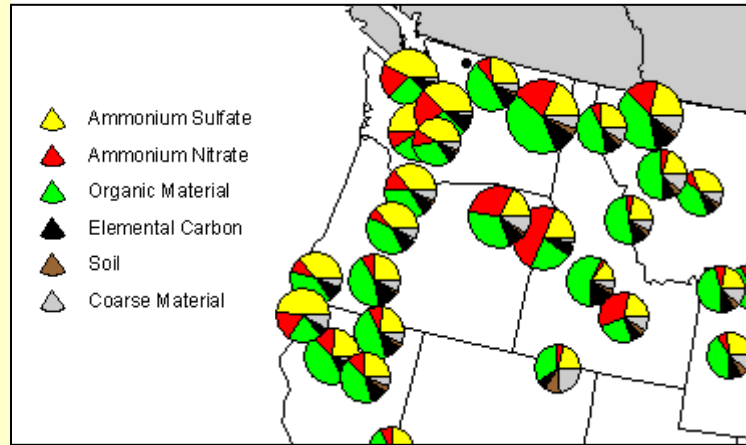 Ammonium Sulfate
Ammonium Nitrate
Organic Material
Elemental Carbon
Soil
Coarse Material